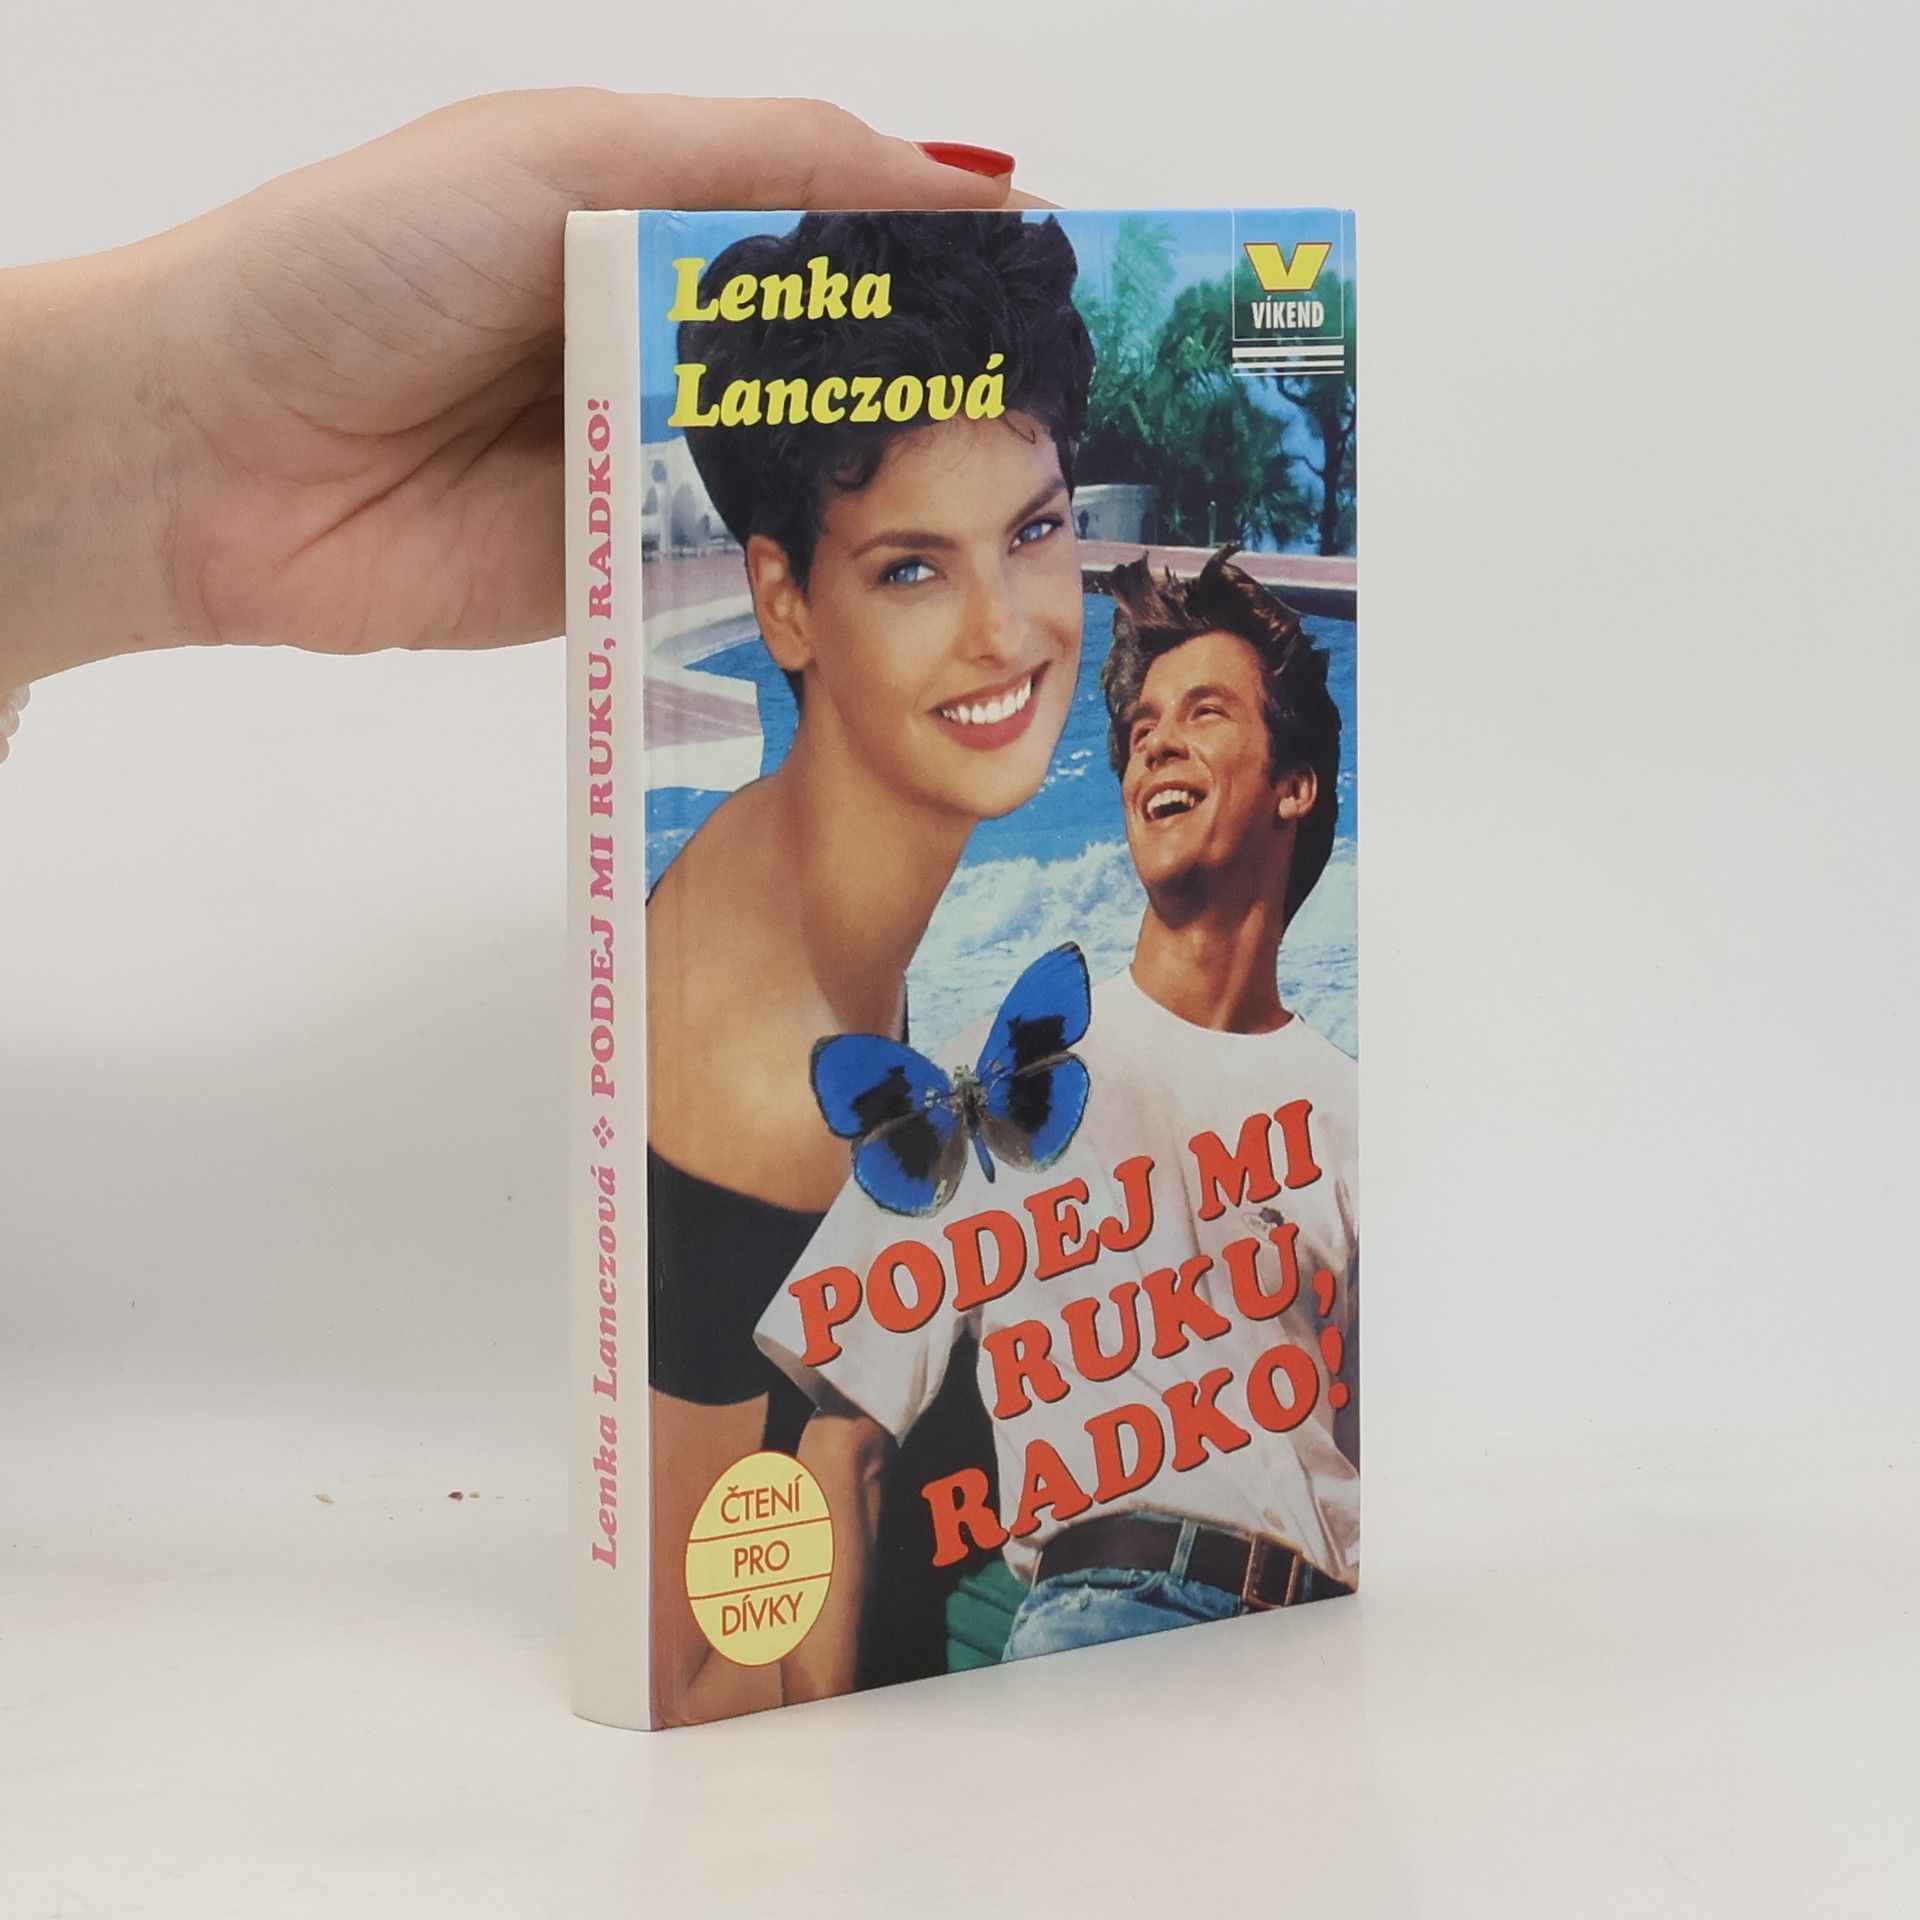 Lenka Lanczová ❖ PODEJ MI RUKU, RADKO!
Lenka
Lanczová
V
VÍKEND
PODEJ MI
RUKU,
RADKO!
ČTENÍ
PRO
DÍVKY